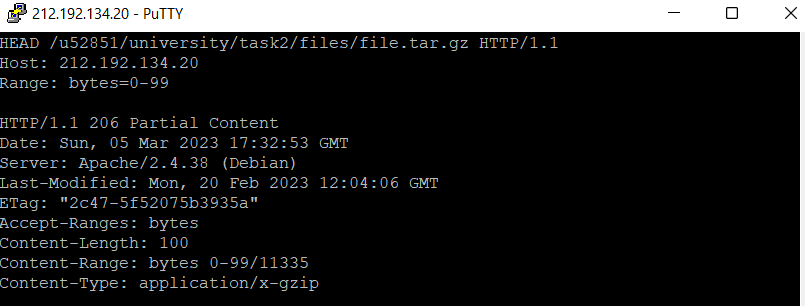 212.192.134.20 - PuTTY
HEAD /u52851/university/task2/files/file.tar.gz HTTP/1.1
Host: 212.192.134.20
Range: bytes=0-99
HTTP/1.1 206 Partial Content
Date: Sun, 05 Mar 2023 17:32:53 GMT
Server: Apache/2.4.38 (Debian)
Last-Modified: Mon, 20 Feb 2023 12:04:06 GMT
ETag: "2c47-5f52075b3935a"
Accept-Ranges: bytes
Content-Length: 100
Content-Range: bytes 0-99/11335
Content-Type: application/x-gzip